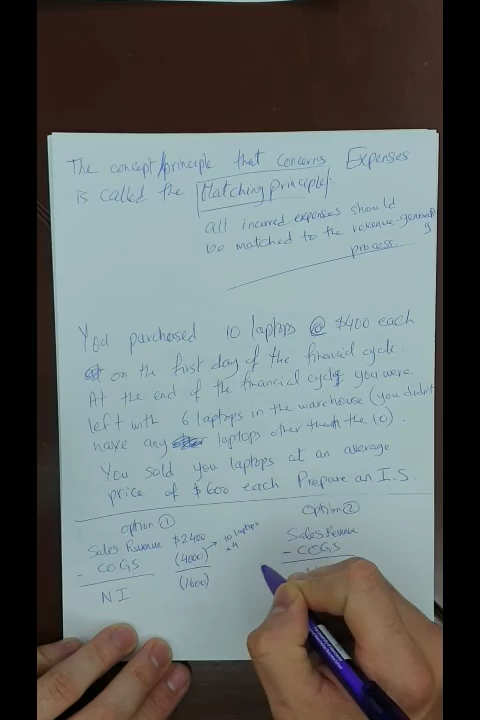 The concept/principle that concerns Expenses
is called the Matching Principle
all incurred expenses should
be matched to the revenue-generating
process
You purchased 10 laptops @ $400 each
on the first day of the financial cycle.
At the end of the financial cycle, you were
left with 6 laptops in the warehouse (you didn't
have any laptops other than the 10).
You sold you laptops at an average
price of $600 each Prepare an I.S.
Option ①
Sales Revenue $2400
- COGS (4000) → 10 laptops
NI (1600)
Option ②
Sales Revenue
- COGS